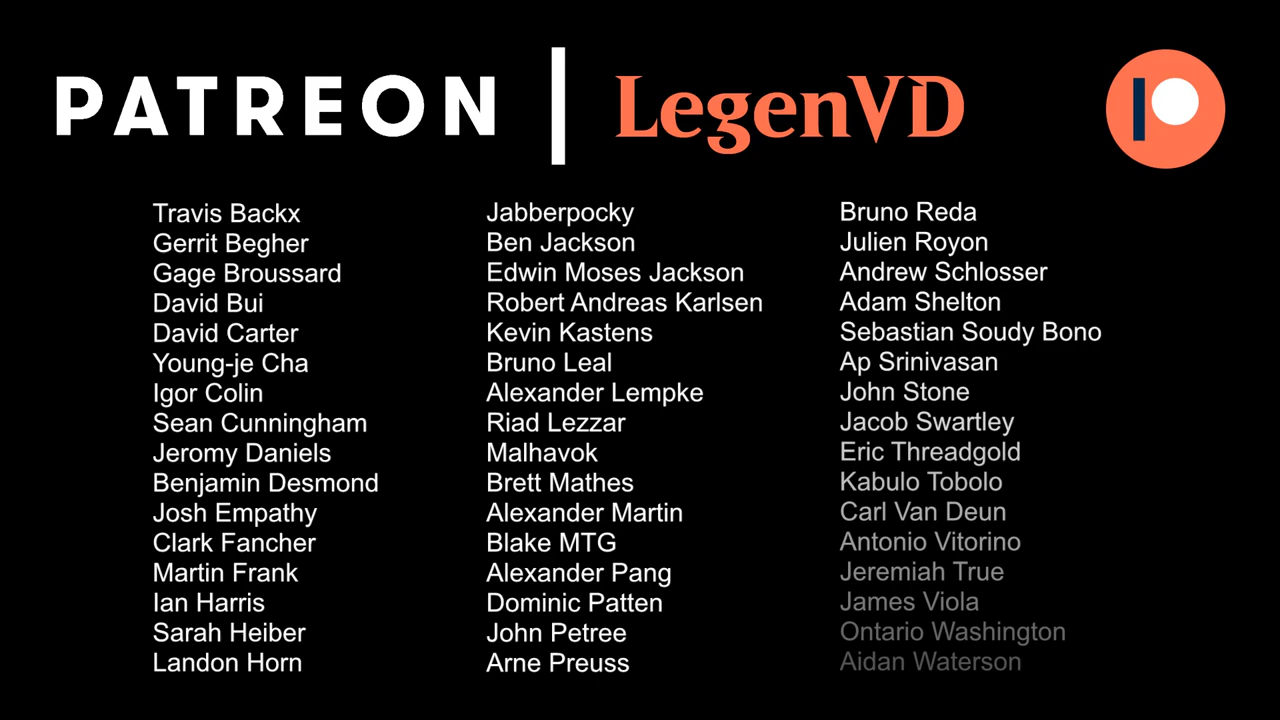 PATREON | LegenVD
Travis Backx
Gerrit Begher
Gage Broussard
David Bui
David Carter
Young-je Cha
Igor Colin
Sean Cunningham
Jeromy Daniels
Benjamin Desmond
Josh Empathy
Clark Fancher
Martin Frank
Ian Harris
Sarah Heiber
Landon Horn
Jabberpocky
Ben Jackson
Edwin Moses Jackson
Robert Andreas Karlsen
Kevin Kastens
Bruno Leal
Alexander Lempke
Riad Lezzar
Malhavok
Brett Mathes
Alexander Martin
Blake MTG
Alexander Pang
Dominic Patten
John Petree
Arne Preuss
Bruno Reda
Julien Royon
Andrew Schlosser
Adam Shelton
Sebastian Soudy Bono
Ap Srinivasan
John Stone
Jacob Swartley
Eric Threadgold
Kabulo Tobolo
Carl Van Deun
Antonio Vitorino
Jeremiah True
James Viola
Ontario Washington
Aidan Waterson